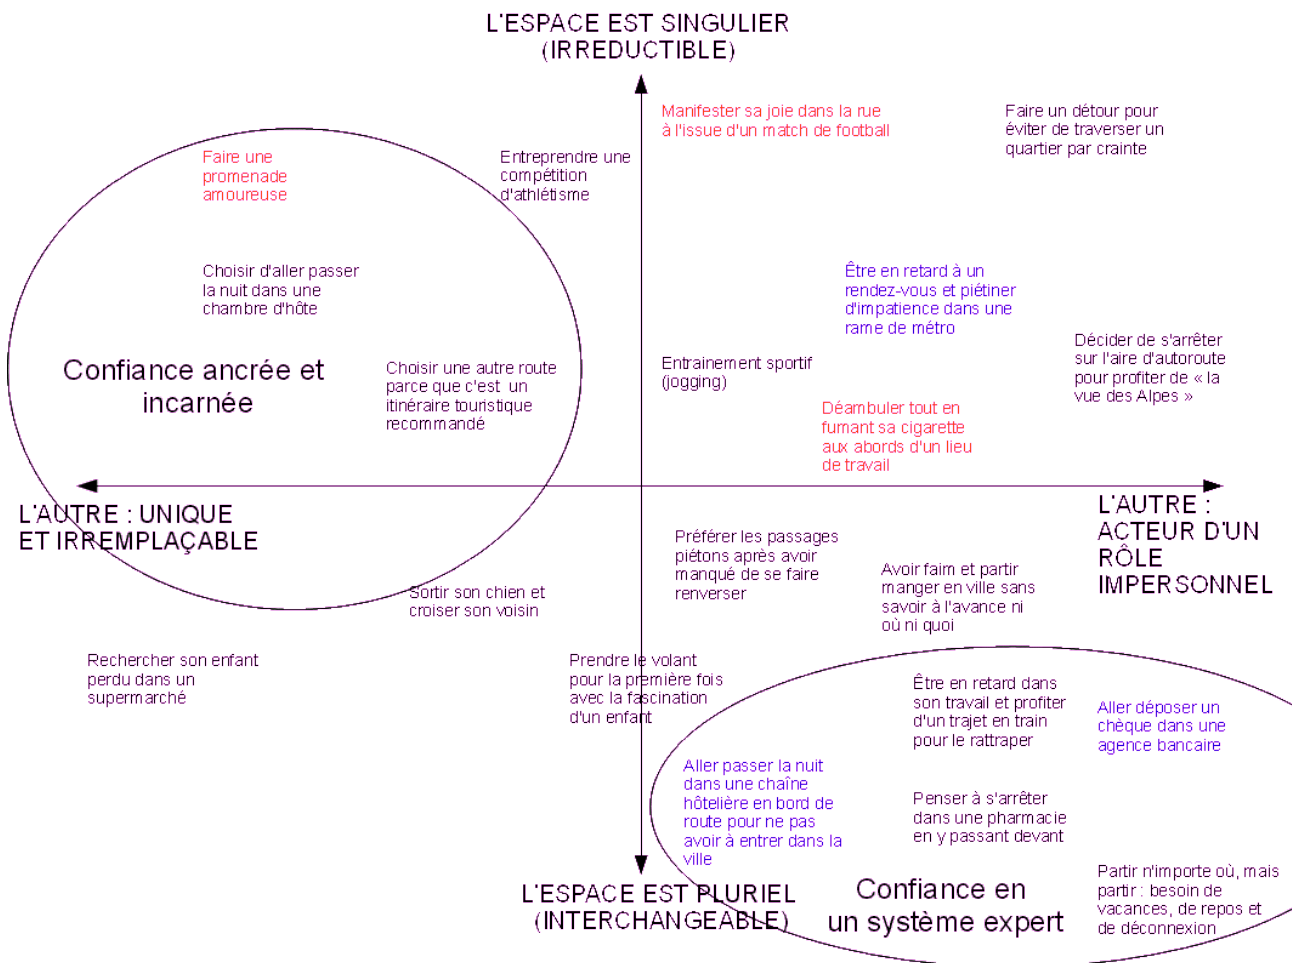 L'ESPACE EST SINGULIER
(IRREDUCTIBLE)
Manifester sa joie dans la rue
à l'issue d'un match de football
Faire un détour pour
éviter de traverser un
quartier par crainte
Faire une
promenade
amoureuse
Entreprendre une
compétition
d'athlétisme
Choisir d'aller passer
la nuit dans une
chambre d'hôte
Être en retard à un
rendez-vous et piétiner
d'impatience dans une
rame de métro
Confiance ancrée et
incarnée
Choisir une autre route
parce que c'est un
itinéraire touristique
recommandé
Entrainement sportif
(jogging)
Décider de s'arrêter
sur l'aire d'autoroute
pour profiter de « la
vue des Alpes »
Déambuler tout en
fumant sa cigarette
aux abords d'un lieu
de travail
L'AUTRE : UNIQUE
ET IRREMPLAÇABLE
L'AUTRE :
ACTEUR D'UN
RÔLE
IMPERSONNEL
Préférer les passages
piétons après avoir
manqué de se faire
renverser
Avoir faim et partir
manger en ville sans
savoir à l'avance ni
où ni quoi
Sortir son chien et
croiser son voisin
Rechercher son enfant
perdu dans un
supermarché
Prendre le volant
pour la première fois
avec la fascination
d'un enfant
Être en retard dans
son travail et profiter
d'un trajet en train
pour le rattraper
Aller déposer un
chèque dans une
agence bancaire
Aller passer la nuit
dans une chaîne
hôtelière en bord de
route pour ne pas
avoir à entrer dans la
ville
Penser à s'arrêter
dans une pharmacie
en y passant devant
L'ESPACE EST PLURIEL
(INTERCHANGEABLE)
Confiance en
un système expert
Partir n'importe où, mais
partir : besoin de
vacances, de repos et
de déconnexion